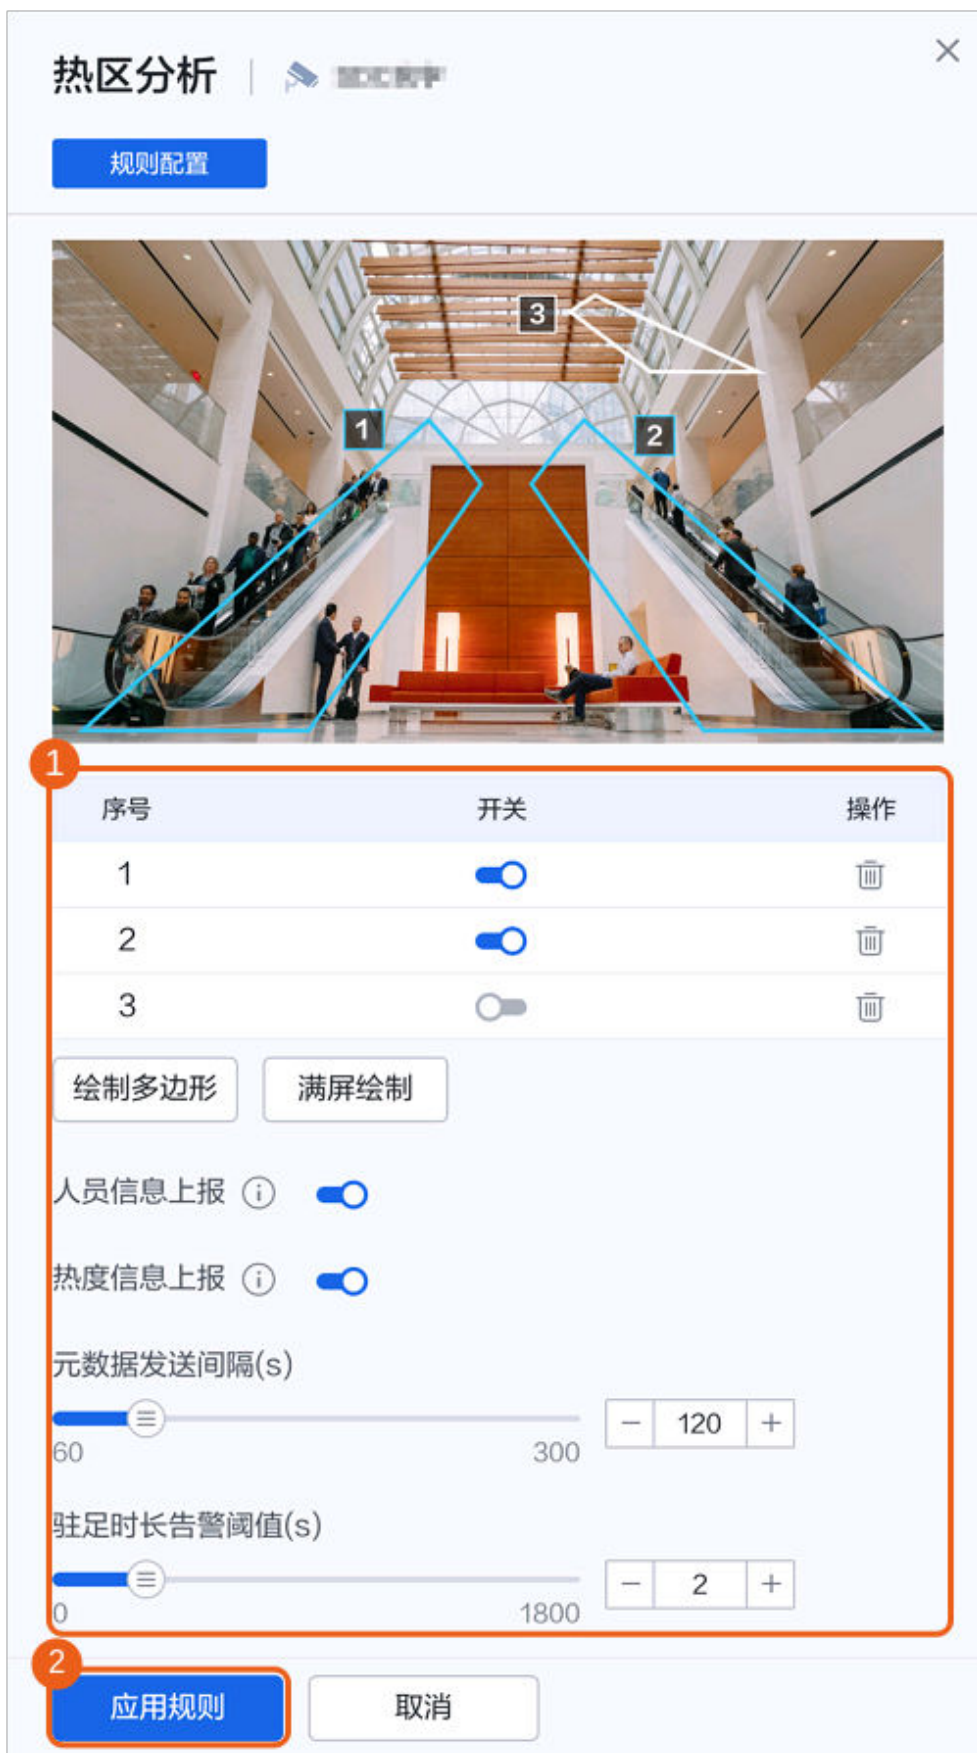 热区分析
规则配置
3
1
2
1
序号 开关 操作
1
2
3
绘制多边形 满屏绘制
人员信息上报
热度信息上报
元数据发送间隔(s)
− 120 +
60 300
驻足时长告警阈值(s)
− 2 +
0 1800
2
应用规则 取消